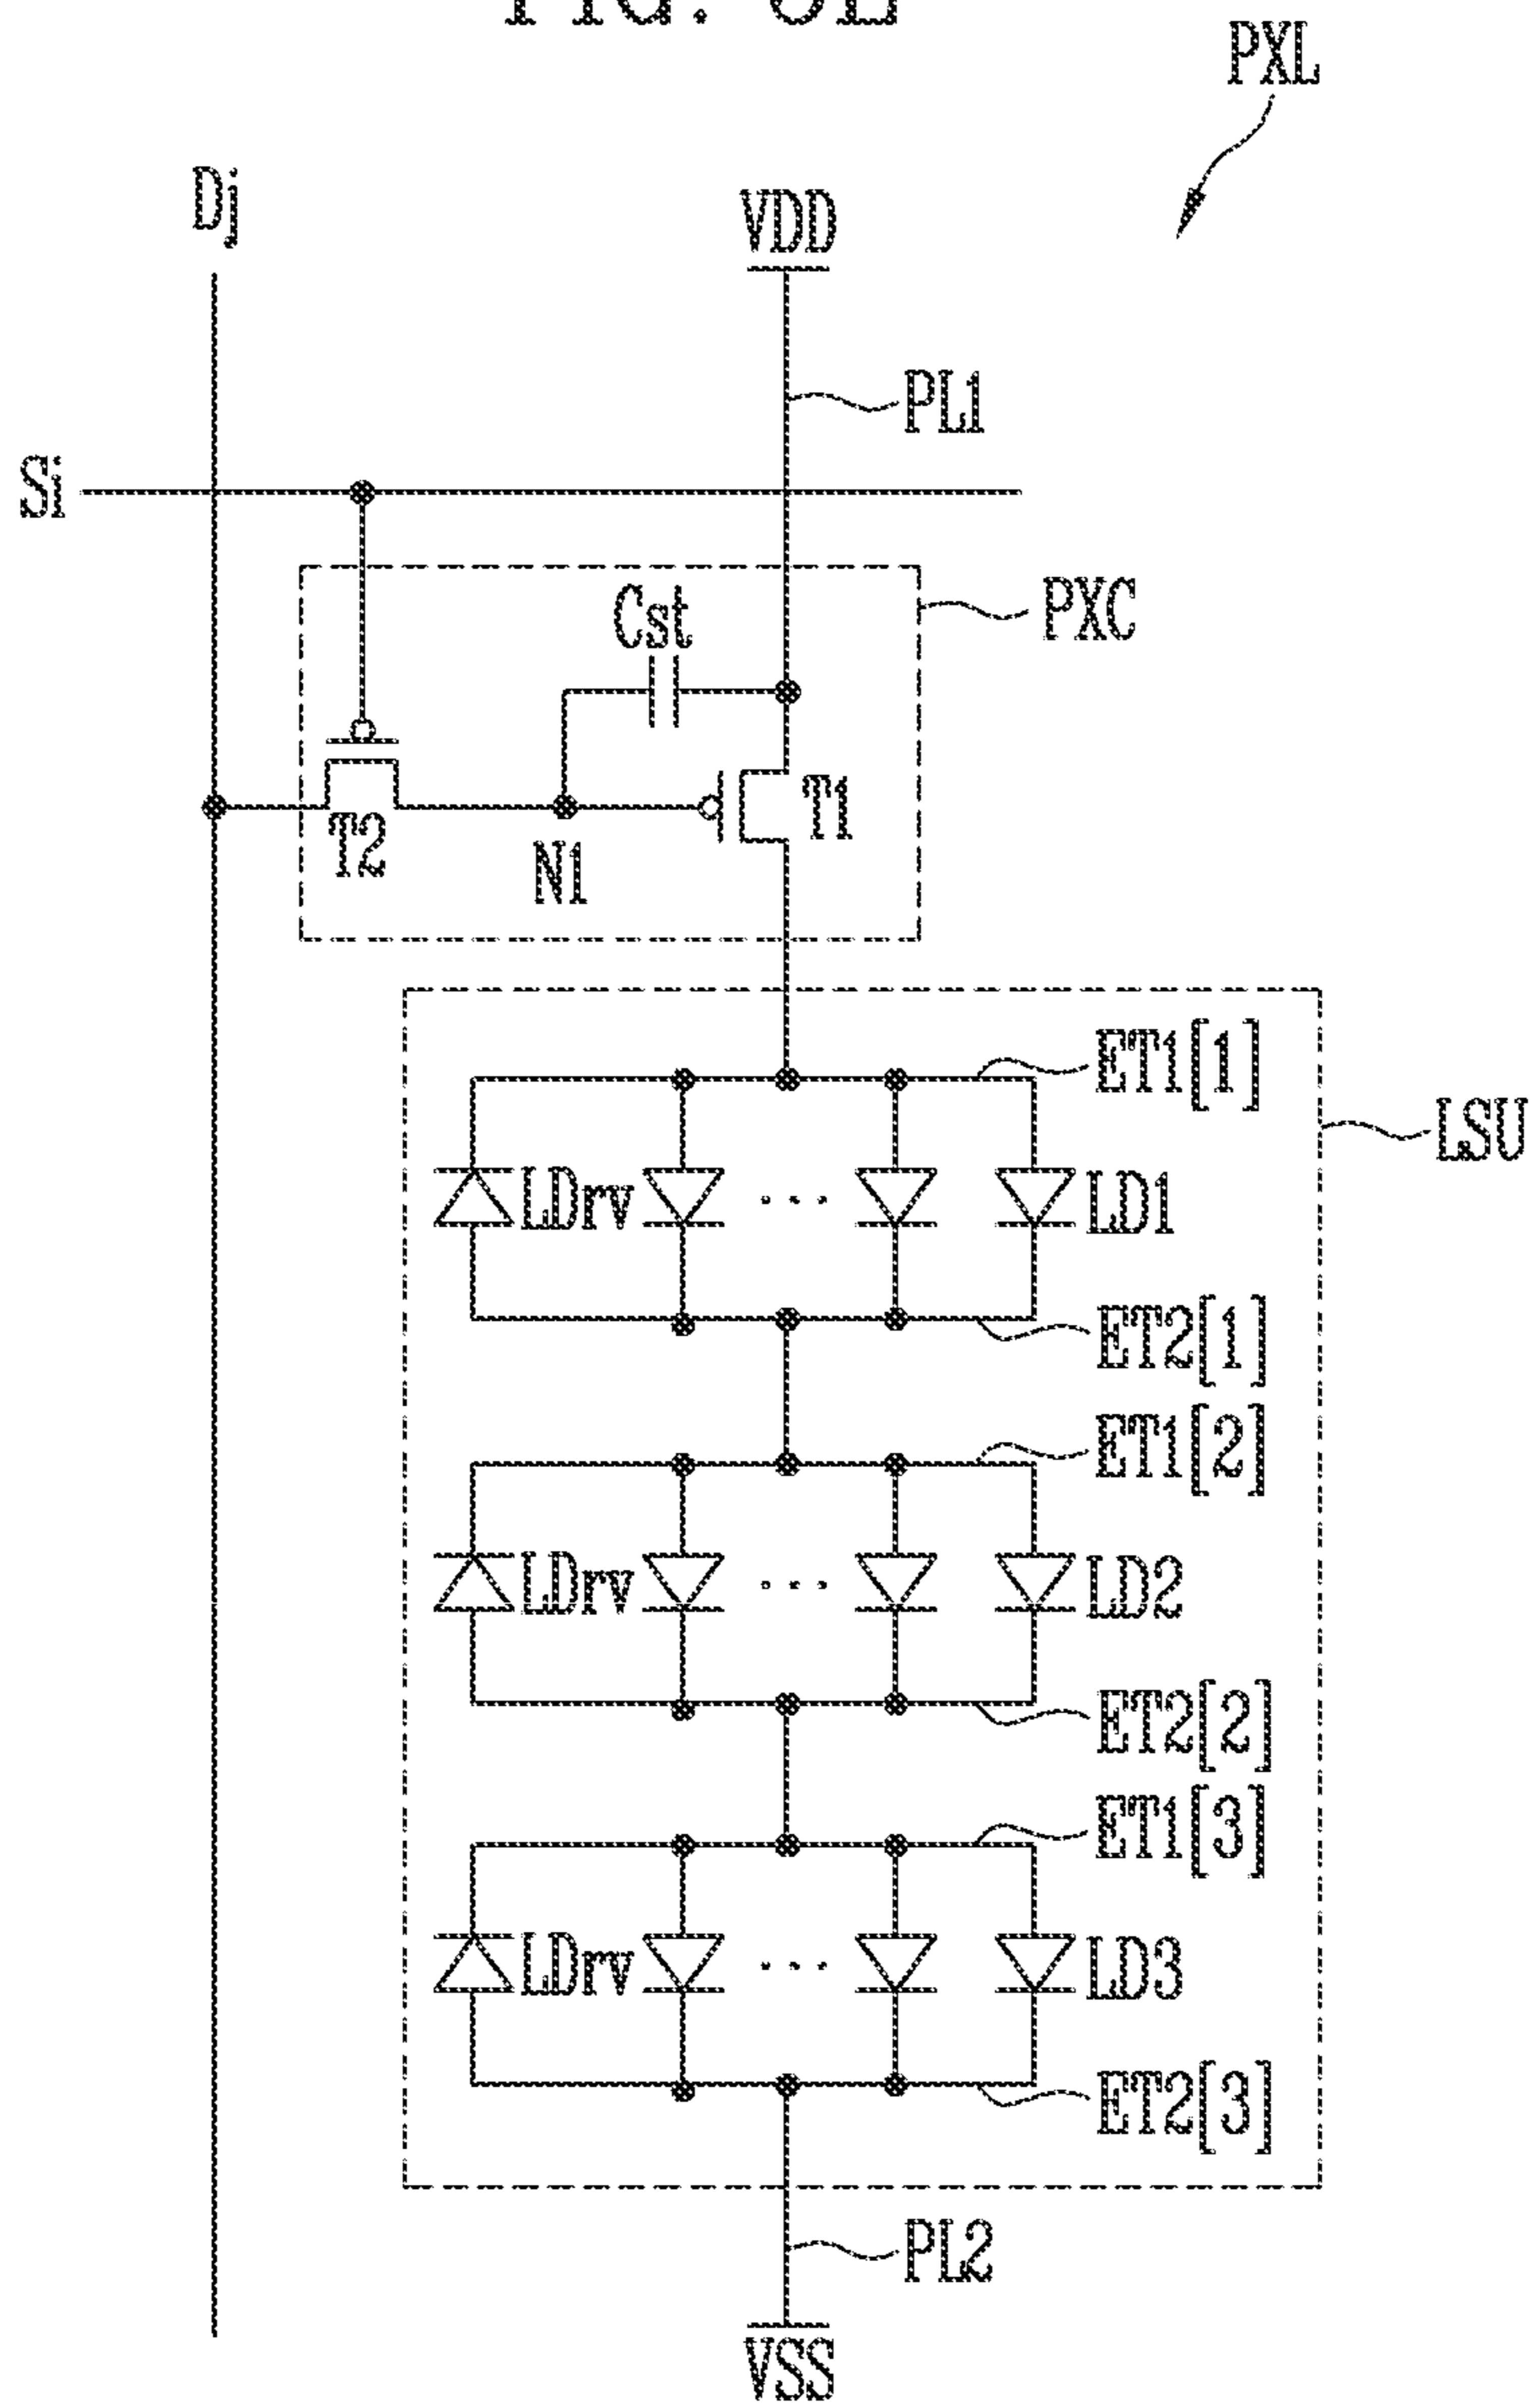 PXL
Dj
VDD
PL1
Si
Cst
PXC
T1
T2
N1
ET1[1]
LSU
LDrv
...
LD1
ET2[1]
ET1[2]
LDrv
...
LD2
ET2[2]
ET1[3]
LDrv
...
LD3
ET2[3]
PL2
VSS